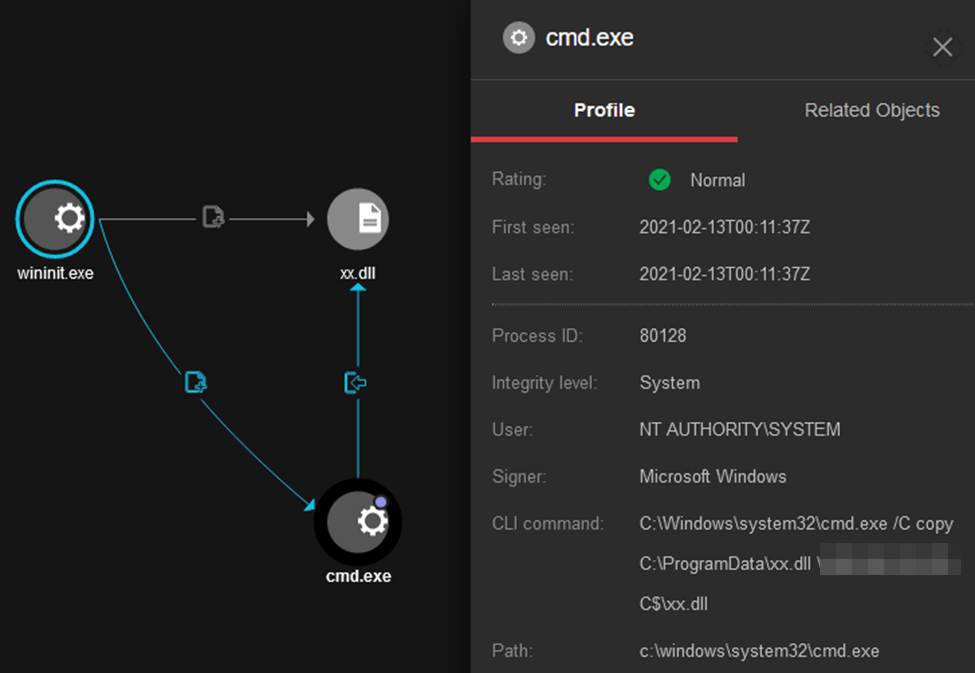 cmd.exe
Profile Related Objects
Rating: Normal
First seen: 2021-02-13T00:11:37Z
Last seen: 2021-02-13T00:11:37Z
Process ID: 80128
Integrity level: System
User: NT AUTHORITY\SYSTEM
Signer: Microsoft Windows
CLI command: C:\Windows\system32\cmd.exe /C copy
C:\ProgramData\xx.dll \
C$\xx.dll
Path: c:\windows\system32\cmd.exe
wininit.exe
xx.dll
cmd.exe